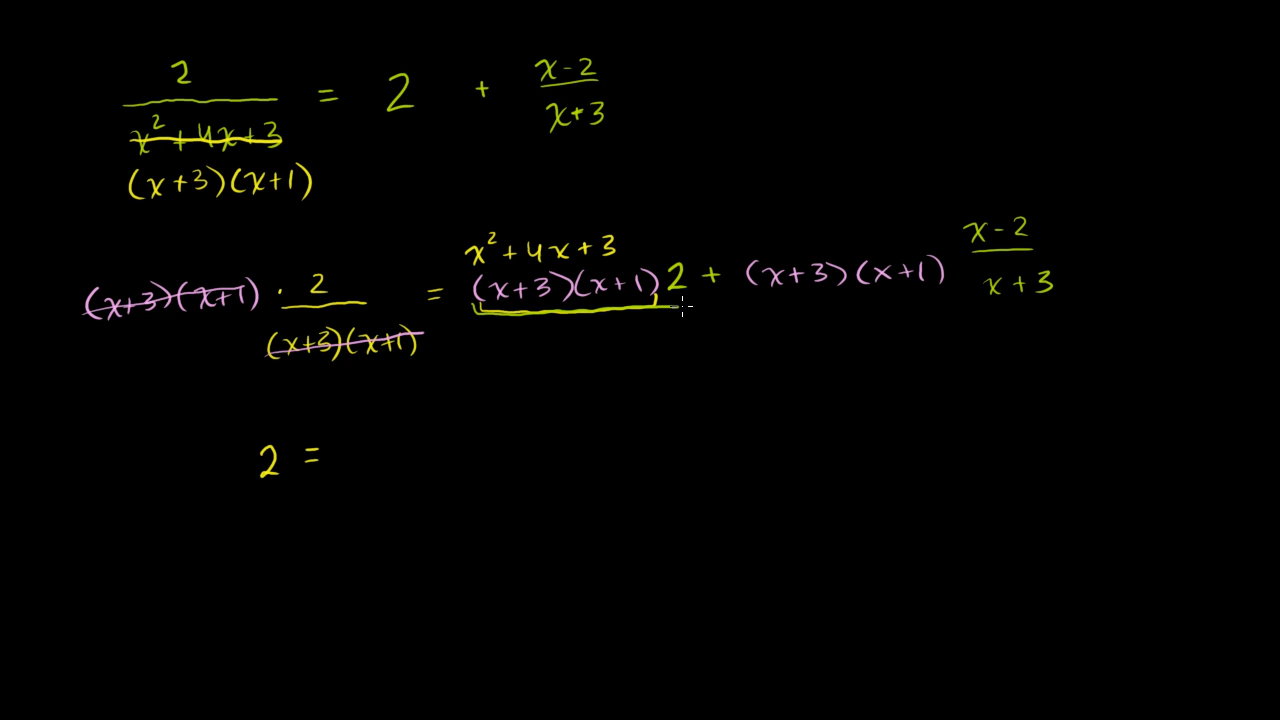 2 / x² + 4x + 3 = 2 + x - 2 / x + 3
(x + 3)(x + 1)
x² + 4x + 3
(x+3)(x+1) · 2 / (x+3)(x+1) = (x+3)(x+1) 2 + (x+3)(x+1) x - 2 / x + 3
2 =